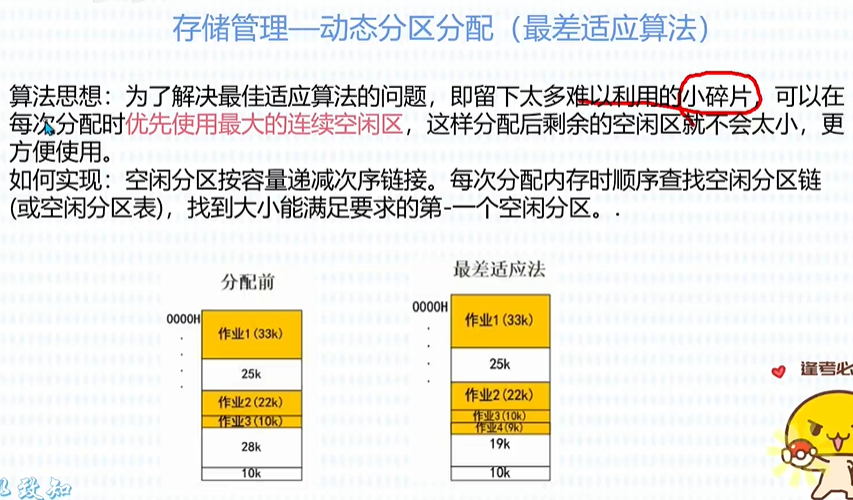 存储管理—动态分区分配（最差适应算法）
算法思想：为了解决最佳适应算法的问题，即留下太多难以利用的小碎片，可以在
每次分配时优先使用最大的连续空闲区，这样分配后剩余的空闲区就不会太小，更
方便使用。
如何实现：空闲分区按容量递减次序链接。每次分配内存时顺序查找空闲分区链
(或空闲分区表)，找到大小能满足要求的第-一个空闲分区。.
分配前
0000H
作业1(33k)
25k
作业2(22k)
作业3(10k)
28k
10k
最差适应法
0000H
作业1(33k)
25k
作业2(22k)
作业3(10k)
作业4(9k)
19k
10k
逢考必
致知